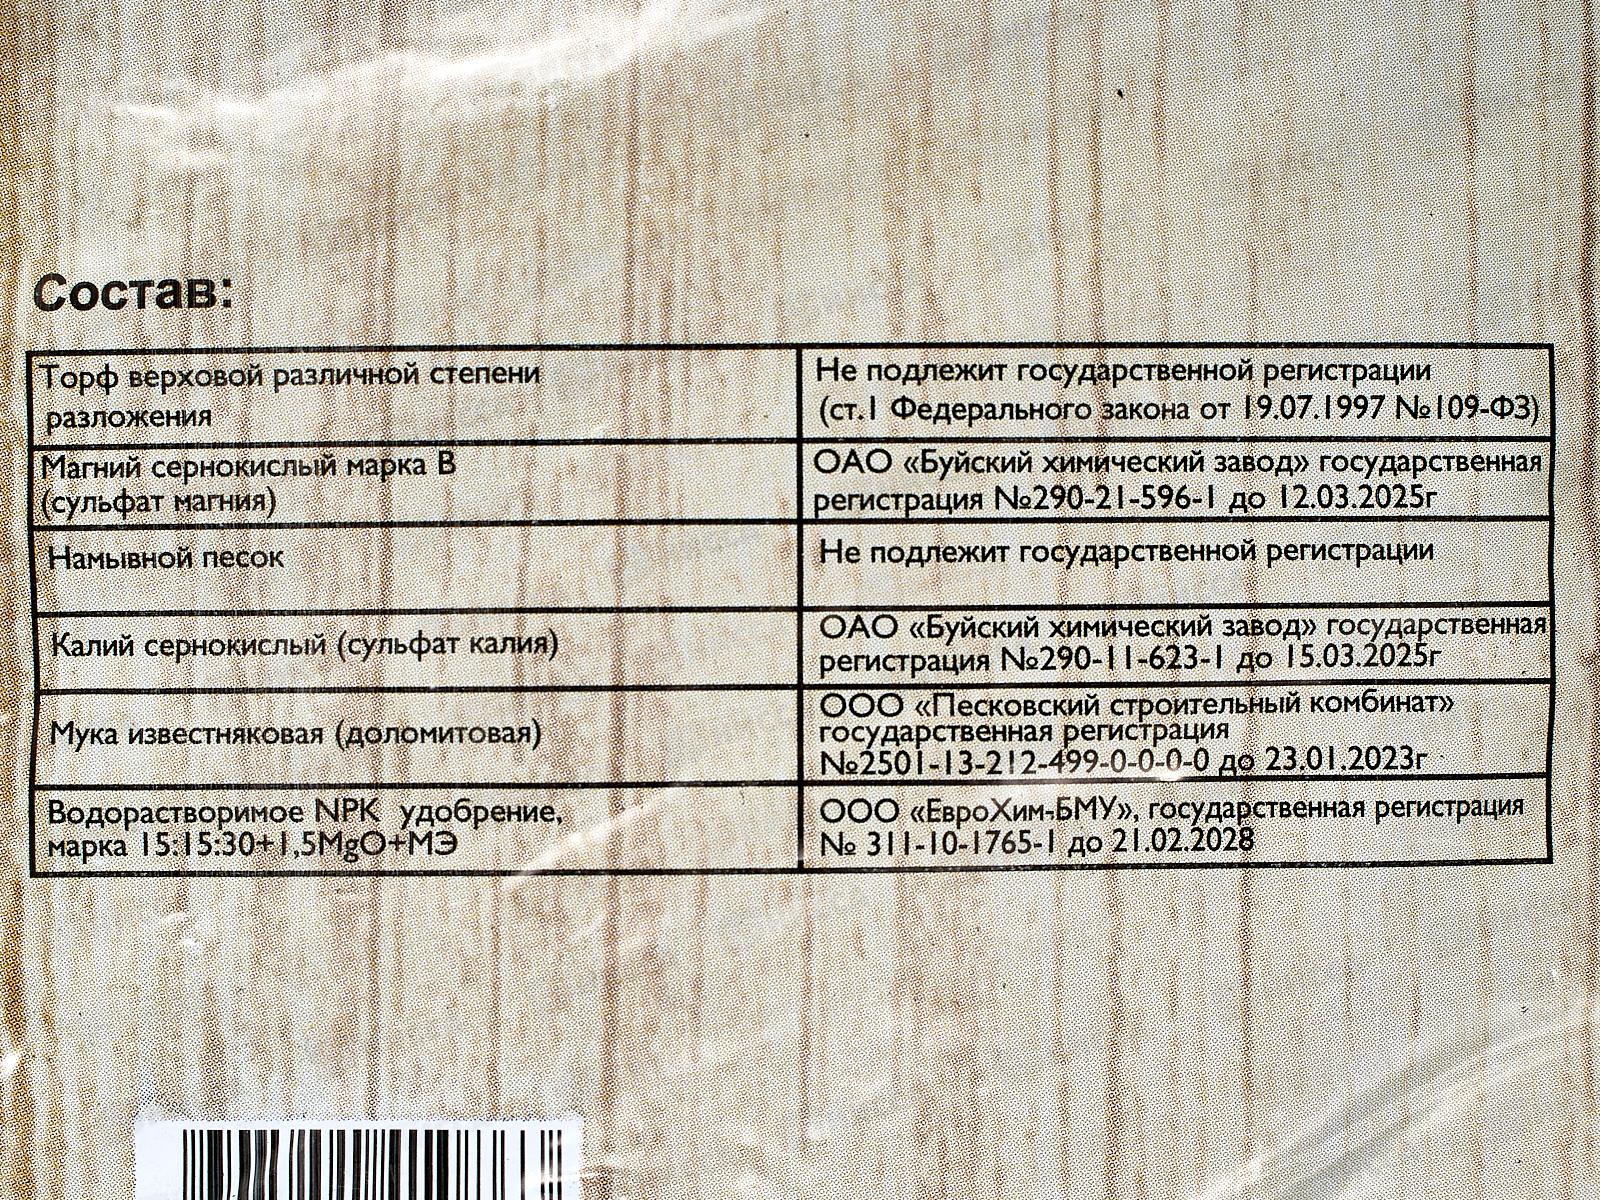 Состав:
Торф верховой различной степени
разложения
Не подлежит государственной регистрации
(ст.1 Федерального закона от 19.07.1997 №109-ФЗ)
Магний сернокислый марка В
(сульфат магния)
ОАО «Буйский химический завод» государственная
регистрация №290-21-596-1 до 12.03.2025г
Намывной песок
Не подлежит государственной регистрации
Калий сернокислый (сульфат калия)
ОАО «Буйский химический завод» государственная
регистрация №290-11-623-1 до 15.03.2025г
Мука известняковая (доломитовая)
ООО «Песковский строительный комбинат»
государственная регистрация
№2501-13-212-499-0-0-0-0 до 23.01.2023г
Водорастворимое NPK удобрение,
марка 15:15:30+1,5MgO+МЭ
ООО «ЕвроХим-БМУ», государственная регистрация
№ 311-10-1765-1 до 21.02.2028